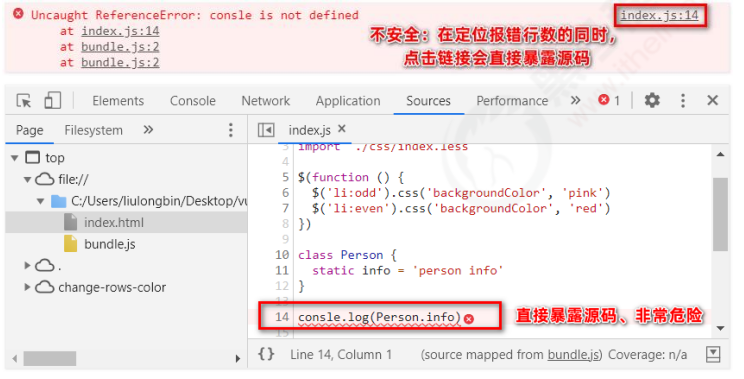 Uncaught ReferenceError: consle is not defined
index.js:14
at index.js:14
不安全：在定位报错行数的同时，
at bundle.js:2
点击链接会直接暴露源码
at bundle.js:2
Elements Console Network Application Sources Performance » 1
Page Filesystem »
index.js ×
top
file://
C:/Users/liulongbin/Desktop/vu
index.html
bundle.js
.
change-rows-color
3 import './css/index.less
4
5 $(function () {
6 $('li:odd').css('backgroundColor', 'pink')
7 $('li:even').css('backgroundColor', 'red')
8 })
9
10 class Person {
11 static info = 'person info'
12 }
13
14 consle.log(Person.info)
直接暴露源码、非常危险
{} Line 14, Column 1 (source mapped from bundle.js) Coverage: n/a